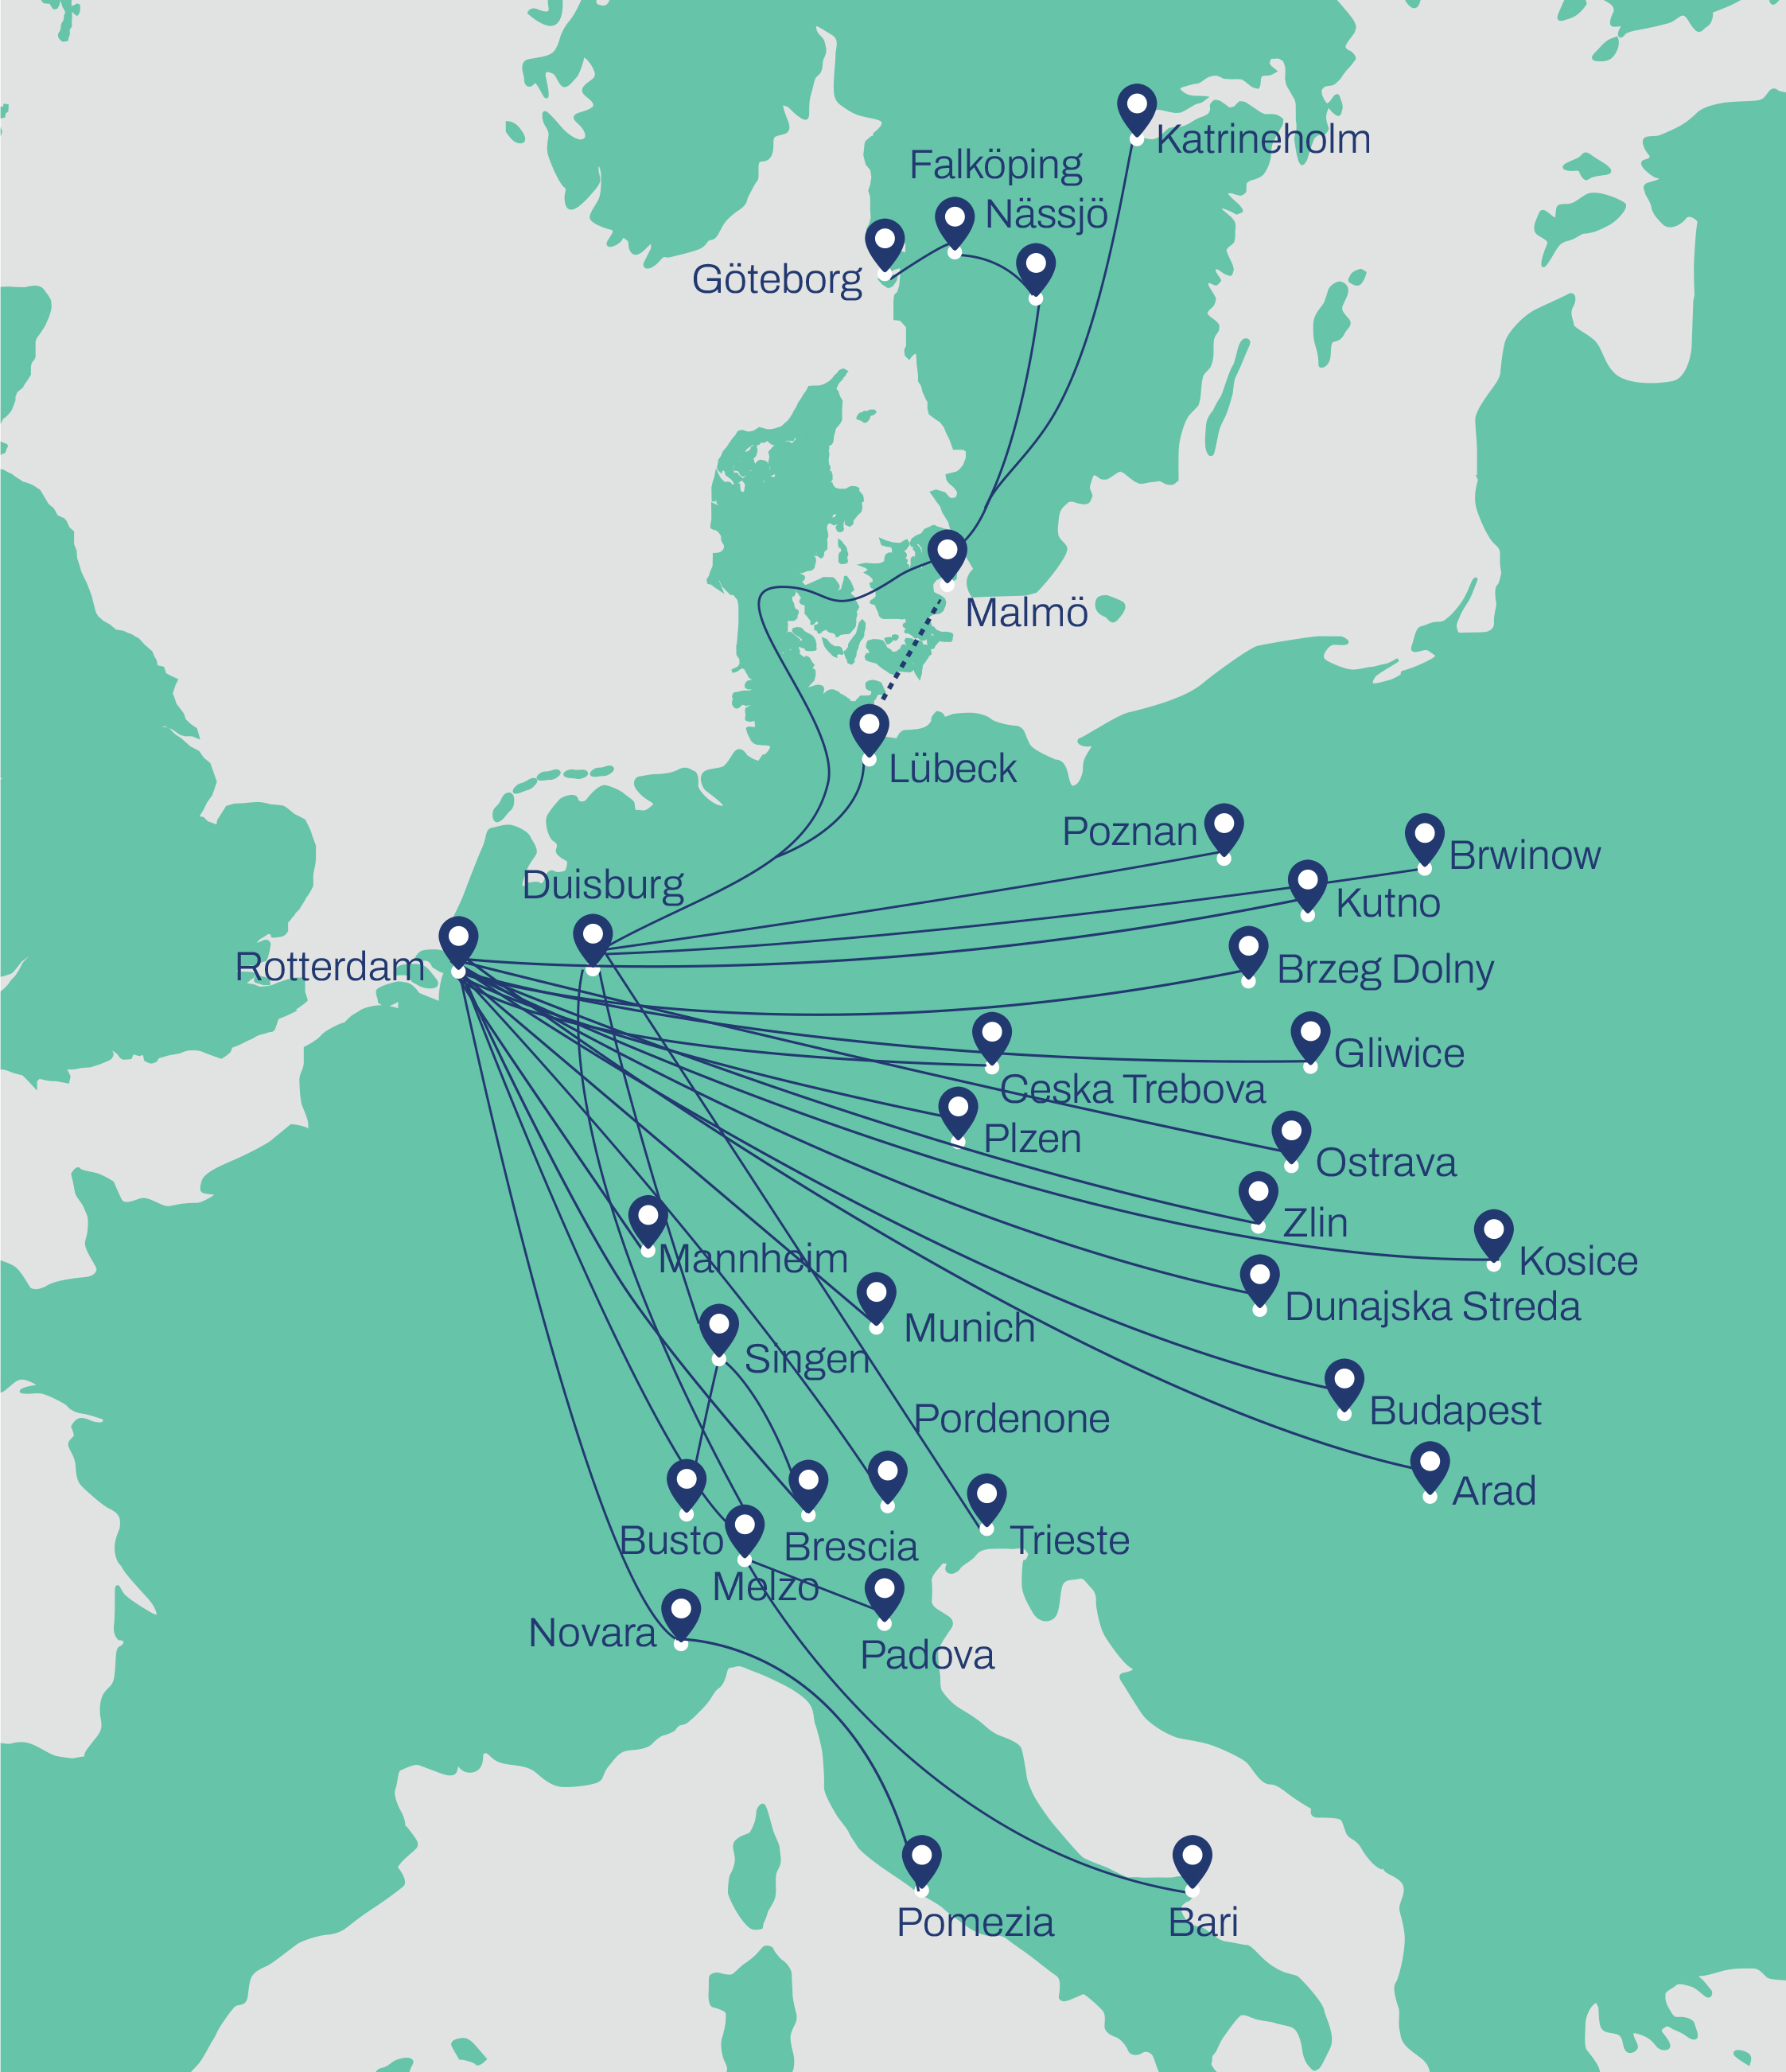 Katrineholm
Falköping
Nässjö
Göteborg
Malmö
Lübeck
Poznan
Brwinow
Duisburg
Kutno
Rotterdam
Brzeg Dolny
Gliwice
Ceska Trebova
Plzen
Ostrava
Zlin
Mannheim
Kosice
Dunajska Streda
Munich
Singen
Budapest
Pordenone
Arad
Busto
Brescia
Trieste
Melzo
Novara
Padova
Pomezia
Bari